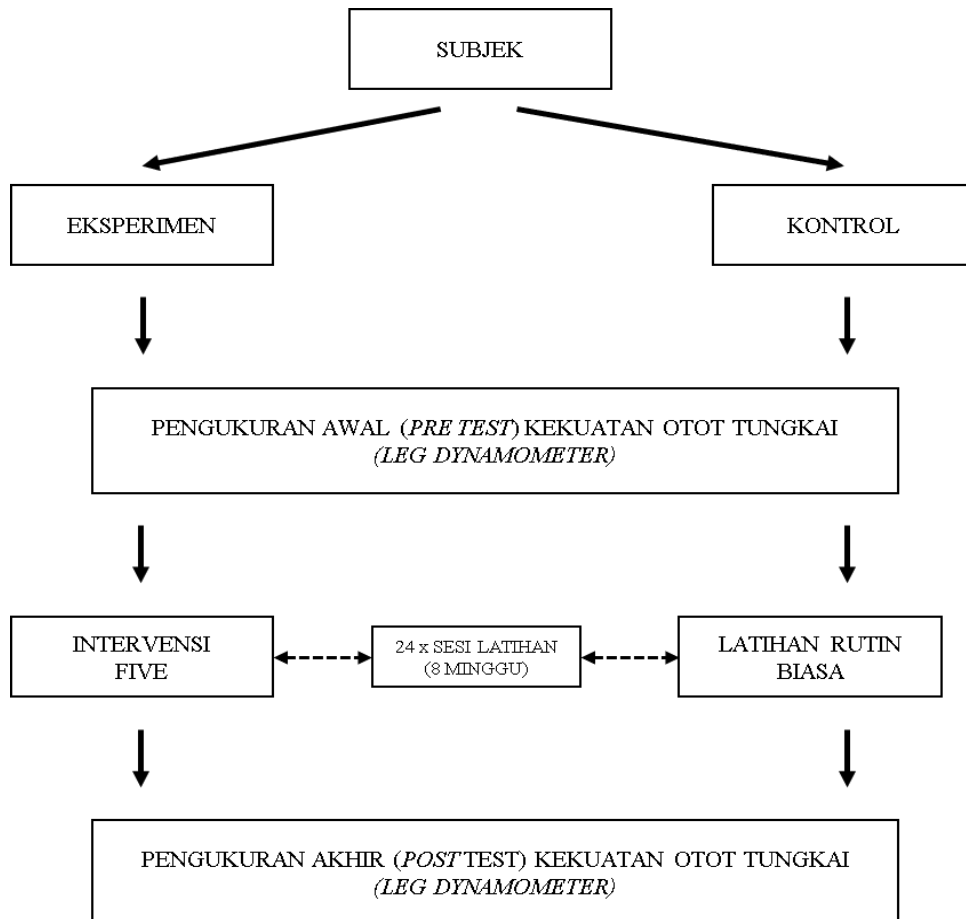 SUBJEK
EKSPERIMEN
KONTROL
PENGUKURAN AWAL (PRE TEST) KEKUATAN OTOT TUNGKAI
(LEG DYNAMOMETER)
INTERVENSI
FIVE
24 x SESI LATIHAN
(8 MINGGU)
LATIHAN RUTIN
BIASA
PENGUKURAN AKHIR (POST TEST) KEKUATAN OTOT TUNGKAI
(LEG DYNAMOMETER)